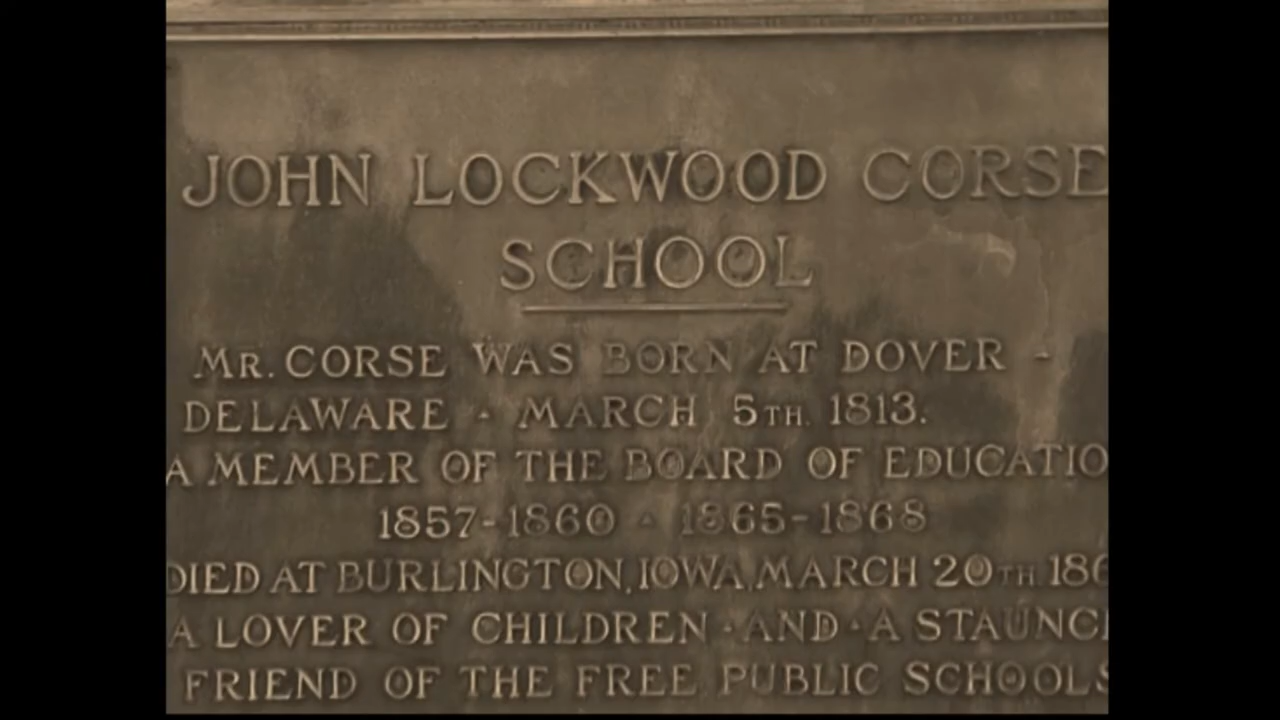 JOHN LOCKWOOD CORSE
SCHOOL
MR. CORSE WAS BORN AT DOVER -
DELAWARE - MARCH 5TH. 1813.
A MEMBER OF THE BOARD OF EDUCATIO
1857-1860 - 1865-1868
DIED AT BURLINGTON, IOWA, MARCH 20TH. 186
A LOVER OF CHILDREN · AND · A STAUNC
FRIEND OF THE FREE PUBLIC SCHOOLS